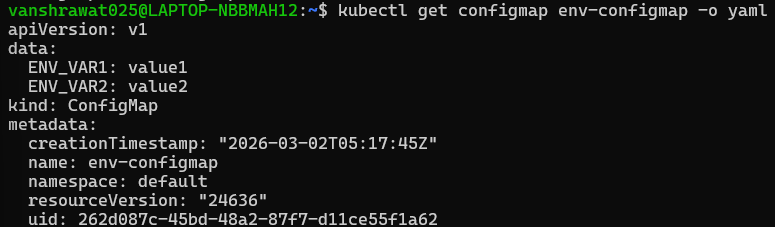 vanshrawat025@LAPTOP-NBBMAH12:~$ kubectl get configmap env-configmap -o yaml
apiVersion: v1
data:
  ENV_VAR1: value1
  ENV_VAR2: value2
kind: ConfigMap
metadata:
  creationTimestamp: "2026-03-02T05:17:45Z"
  name: env-configmap
  namespace: default
  resourceVersion: "24636"
  uid: 262d087c-45bd-48a2-87f7-d11ce55f1a62